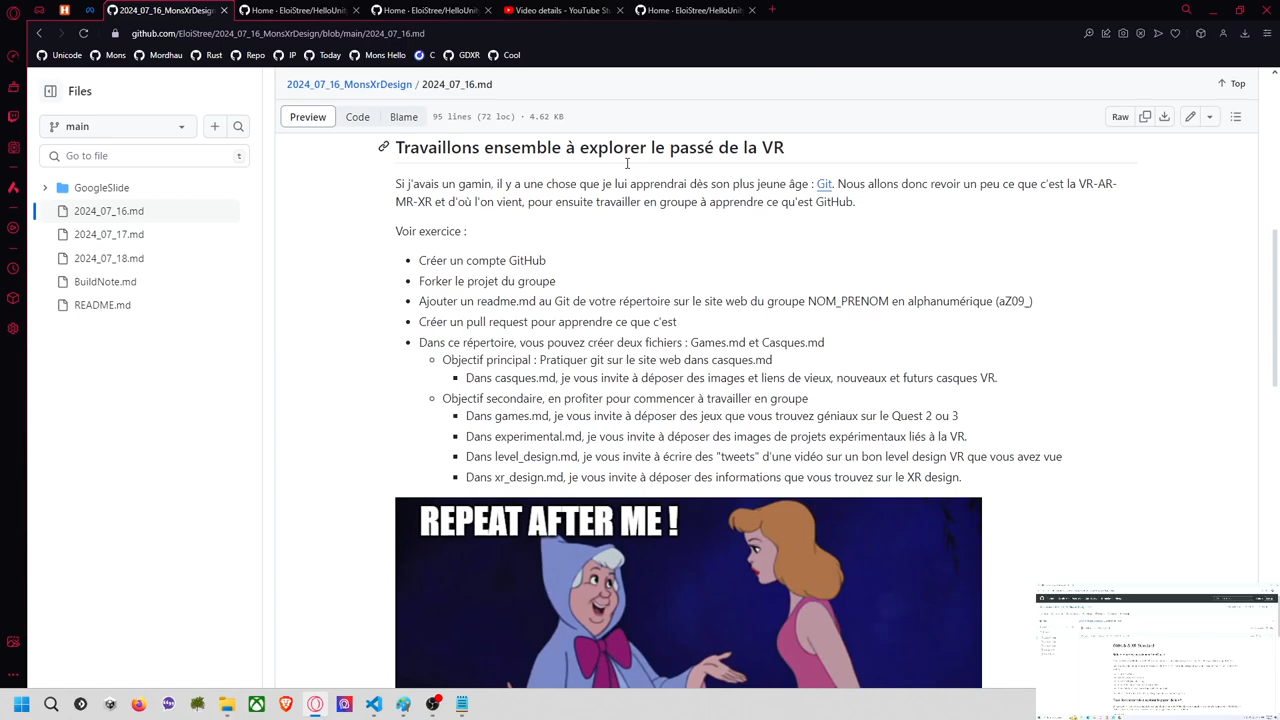 2024_07_16_MonsXrDesign
Home · EloiStree/HelloUnity
Home · EloiStree/HelloUnity
Video details - YouTube St
Home · EloiStree/HelloUnity
github.com/EloiStree/2024_07_16_MonsXrDesign/blob/main/2024_07_16.md
Unicode
Mons
Mordhau
Rust
Repo
IP
Today
Mons Hello
C
GDXR
Cool
Files
main
Go to file
t
GoogleSlide
2024_07_16.md
2024_07_17.md
2024_07_18.md
BuildNote.md
README.md
2024_07_16_MonsXrDesign / 2024_07_16.md
Top
Preview
Code
Blame
(72 loc) ·
KB
Raw
Travaillons ensemble à explorer le passé de la VR
Si j'avais un gamin, il y a une chose que je lui apprendrai dès son plus jeune âge : Git. Nous allons donc revoir un peu ce que c'est la VR-AR-
MR-XR et d'où l'on vient, pour ensuite travailler en groupe à apprendre ce qu'est GitHub.
Voir exercice :
Créer un compte GitHub
Forker le projet du groupe
Ajouter un readme.md au Git de votre répertoire sur le site web du groupe NOM_PRENOM en alphanumérique (aZ09_)
Créer un pull request pour apprendre ce que c'est
Dans ce répertoire, vous pouvez créer deux fichiers : Games.md et Casques.md
Objectif principal : Pratiquer git sur le site web dans casques.md
Dans casques.md, je vous invite à déposer des images et liens de vieux, nouveaux et futurs casques VR.
Objectif secondaire, en profiter pour commencer à travailler en groupe
Dans games.md, je vous invite à déposer des jeux que vous trouvez géniaux sur le Quest 2 ou 3
Dans experimental.md, je vous invite à déposer des images de projets expérimentaux liés à la VR.
Dans level_design.md, je vous invite à écrire des "tweets" d'une vidéo sur un bon level design VR que vous avez vue
Dans xr_design.md, je vous invite à déposer des informations que vous trouvez sur le XR design.
REPEAT AFTER ME !